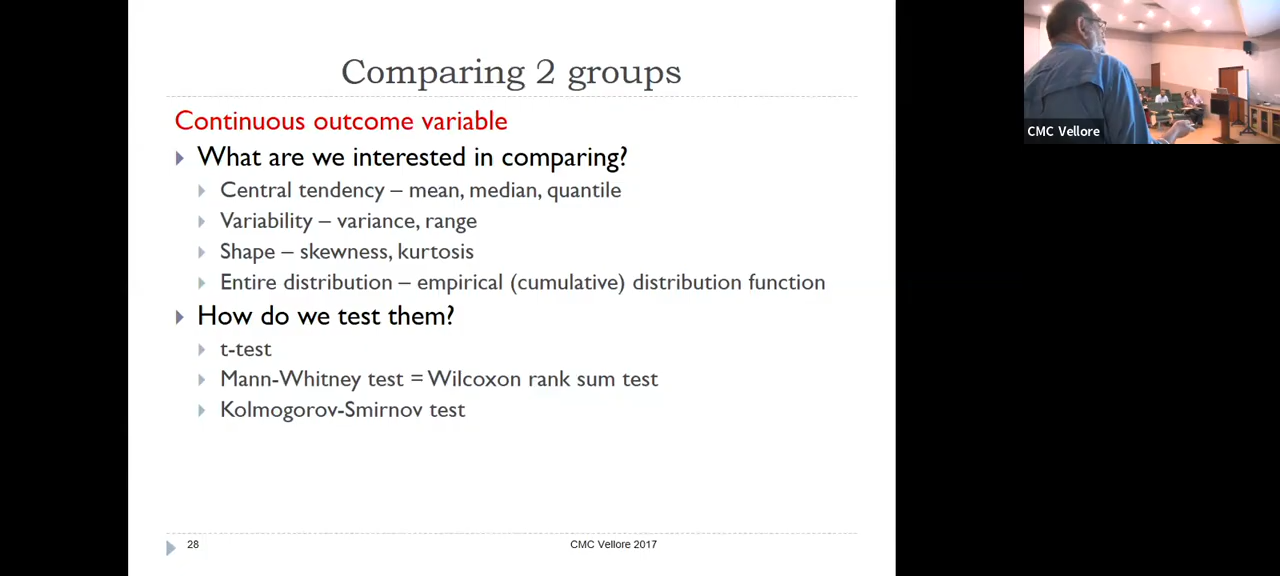 Comparing 2 groups
Continuous outcome variable
What are we interested in comparing?
Central tendency – mean, median, quantile
Variability – variance, range
Shape – skewness, kurtosis
Entire distribution – empirical (cumulative) distribution function
How do we test them?
t-test
Mann-Whitney test = Wilcoxon rank sum test
Kolmogorov-Smirnov test
28
CMC Vellore 2017
CMC Vellore